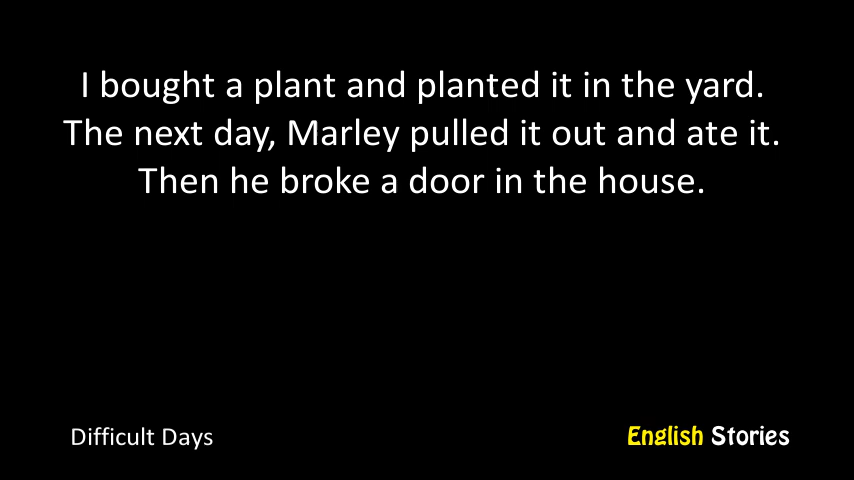 I bought a plant and planted it in the yard.
The next day, Marley pulled it out and ate it.
Then he broke a door in the house.
Difficult Days
English Stories